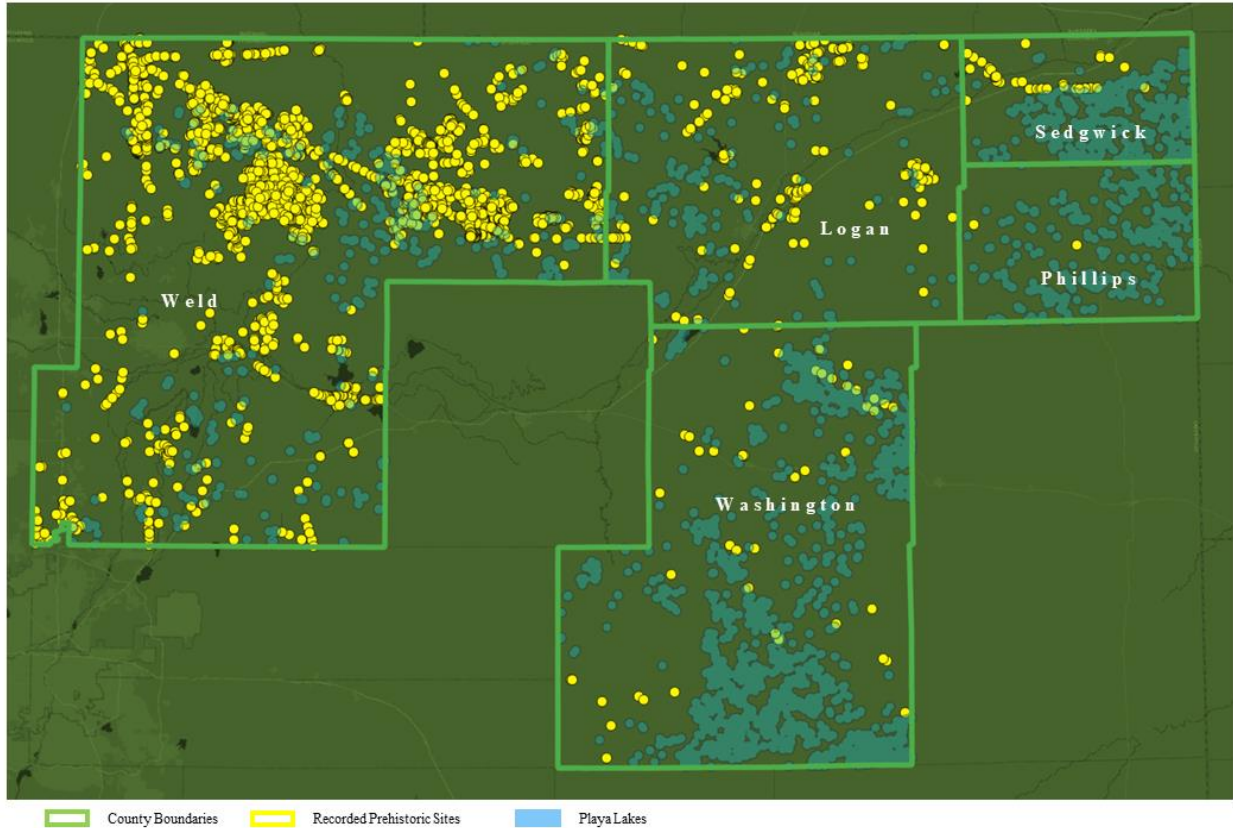 Sedgwick
Logan
Phillips
Weld
Washington
County Boundaries
Recorded Prehistoric Sites
Playa Lakes